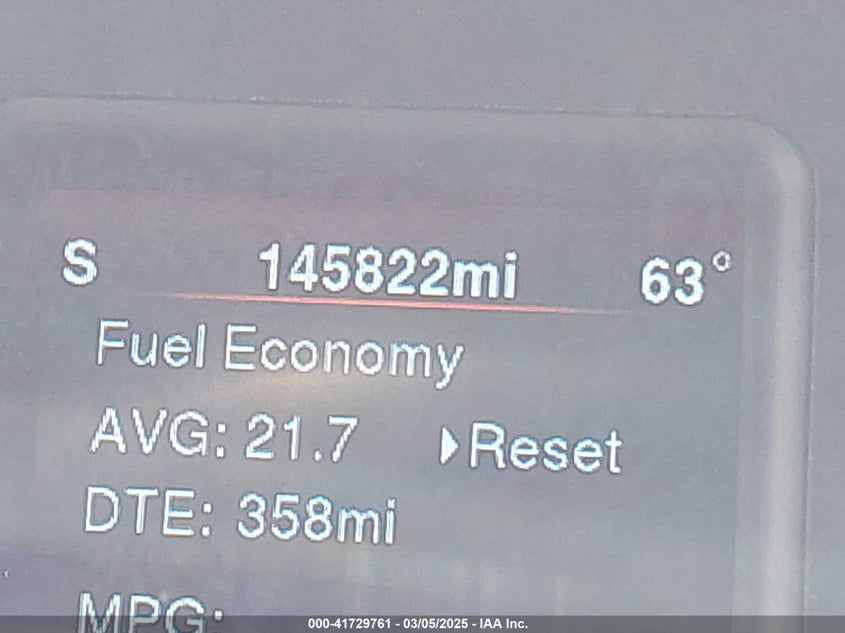 S 145822mi 63°
Fuel Economy
AVG: 21.7 ▶Reset
DTE: 358mi
MPG:
000-41729761 - 03/05/2025 - IAA Inc.